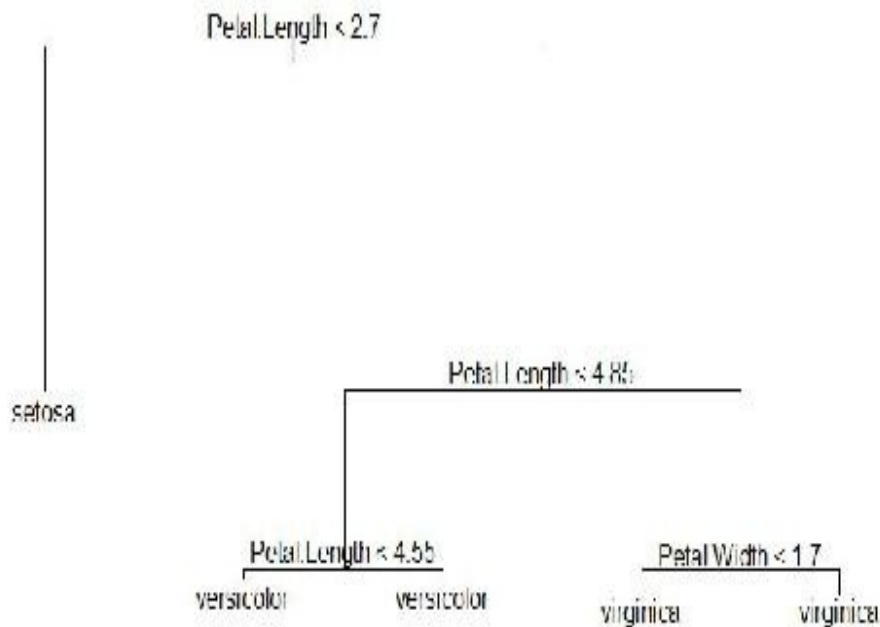 Petal.Length < 2.7
Petal.Length < 4.85
setosa
Petal.Length < 4.55
Petal.Width < 1.7
versicolor
versicolor
virginica
virginica